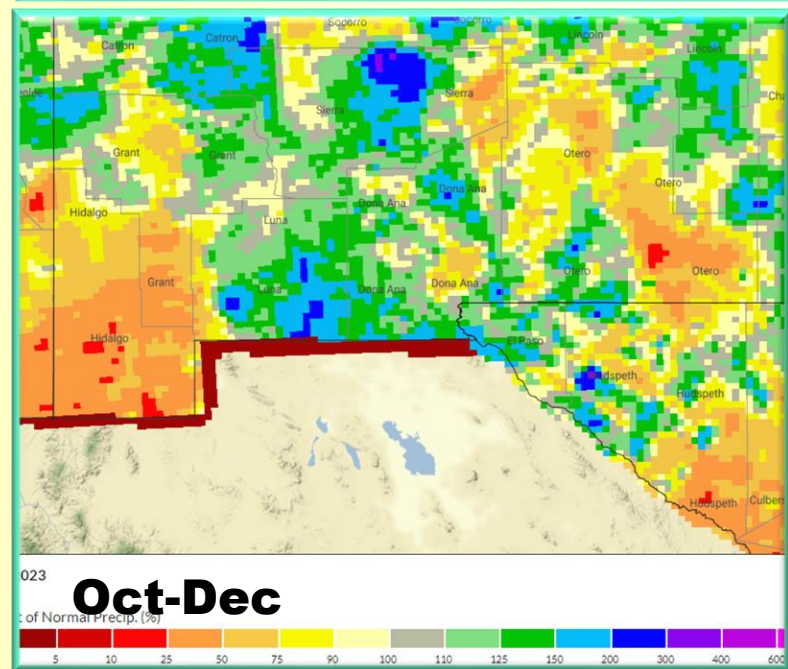 Socorro
Socorro
Lincoln
Catron
Catron
Lincoln
Sierra
Sierra
Grant
Grant
Otero
Otero
Dona Ana
Dona Ana
Hidalgo
Luna
Grant
Luna
Dona Ana
Dona Ana
Otero
Otero
Hidalgo
El Paso
Hudspeth
Hudspeth
023
Oct-Dec
t of Normal Precip. (%)
5 10 25 50 75 90 100 110 125 150 200 300 400 600